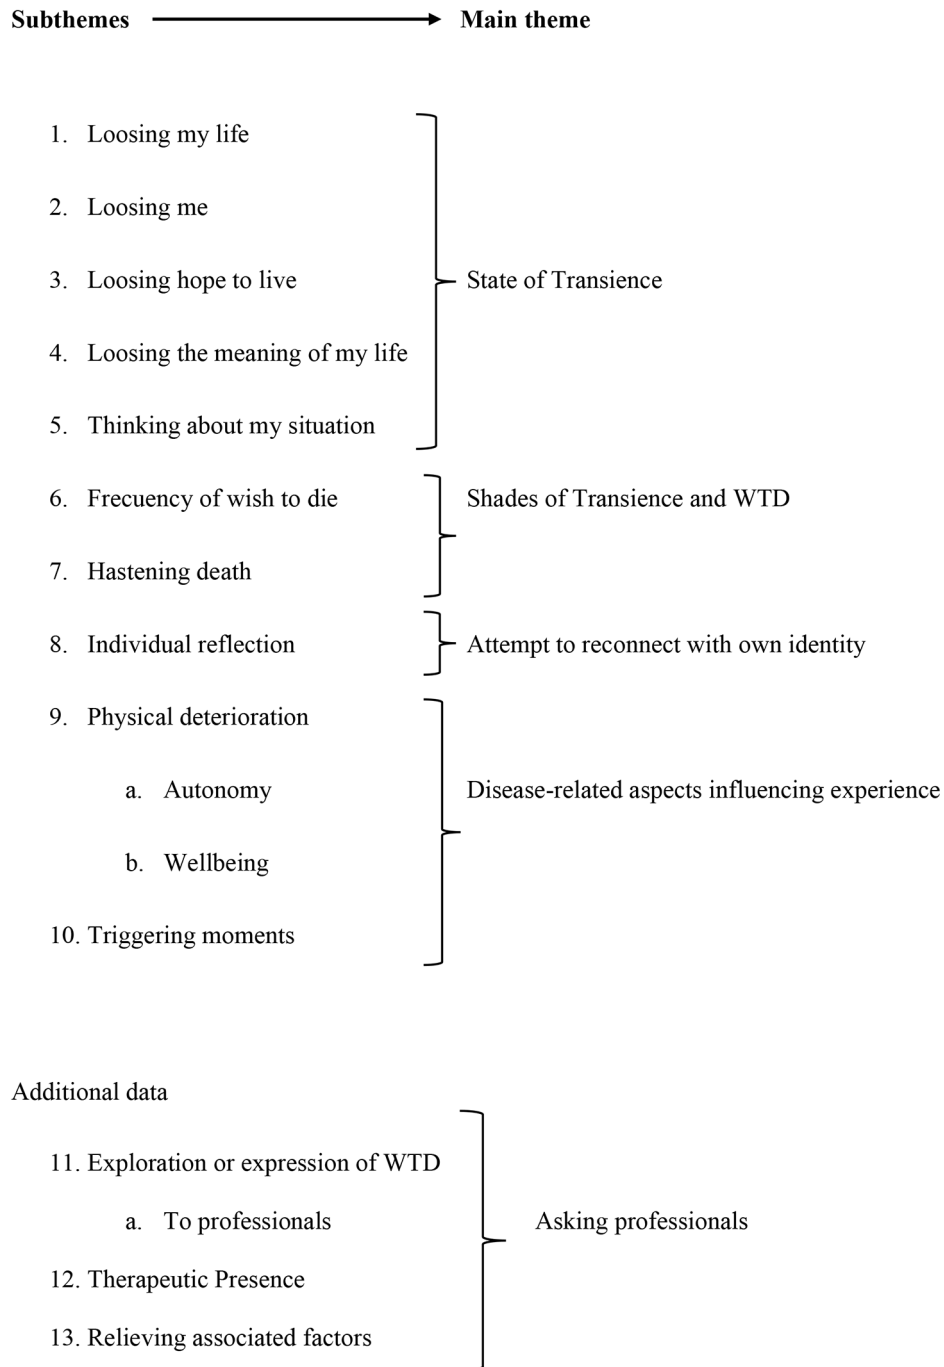 Subthemes Main theme
1. Loosing my life
2. Loosing me
3. Loosing hope to live State of Transience
4. Loosing the meaning of my life
5. Thinking about my situation
6. Frecuency of wish to die Shades of Transience and WTD
7. Hastening death
8. Individual reflection Attempt to reconnect with own identity
9. Physical deterioration
a. Autonomy Disease-related aspects influencing experience
b. Wellbeing
10. Triggering moments
Additional data
11. Exploration or expression of WTD
a. To professionals Asking professionals
12. Therapeutic Presence
13. Relieving associated factors